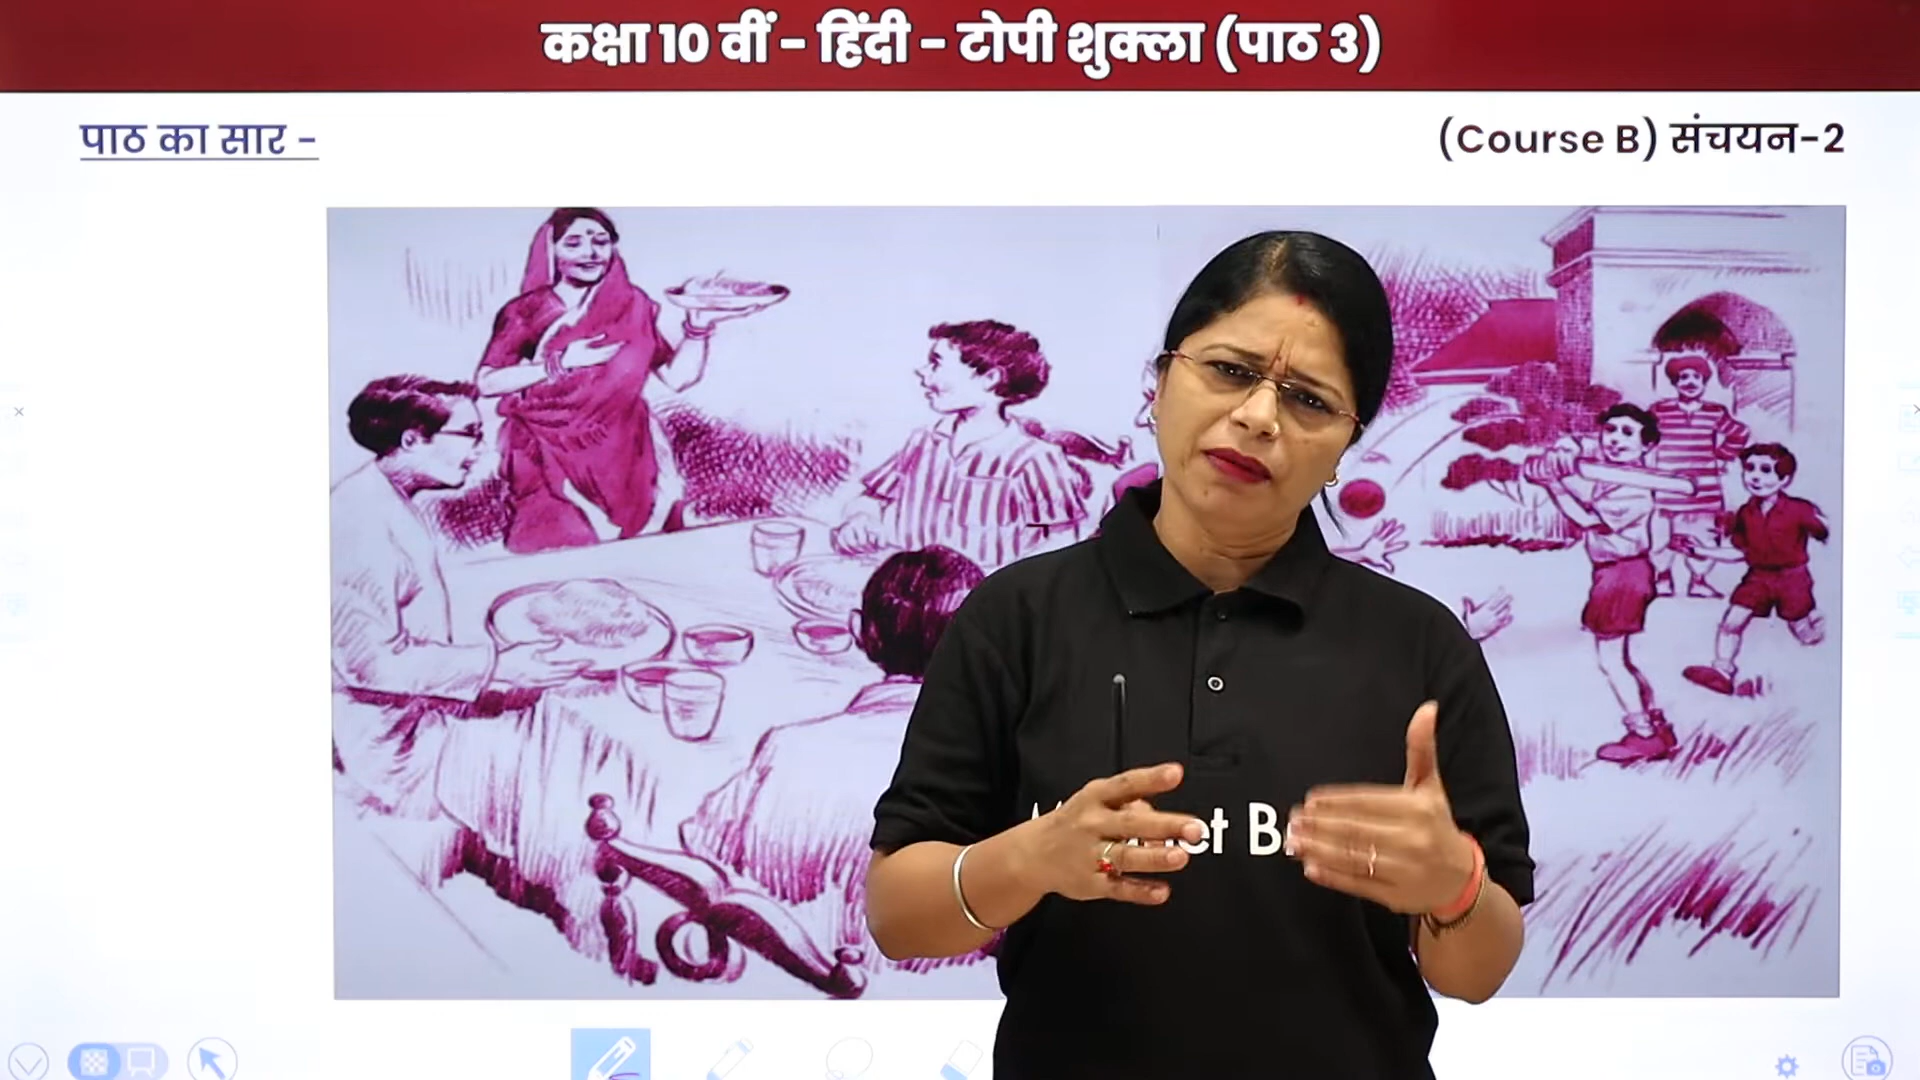 कक्षा 10 वीं - हिंदी - टोपी शुक्ला (पाठ 3)
पाठ का सार -
(Course B) संचयन-2